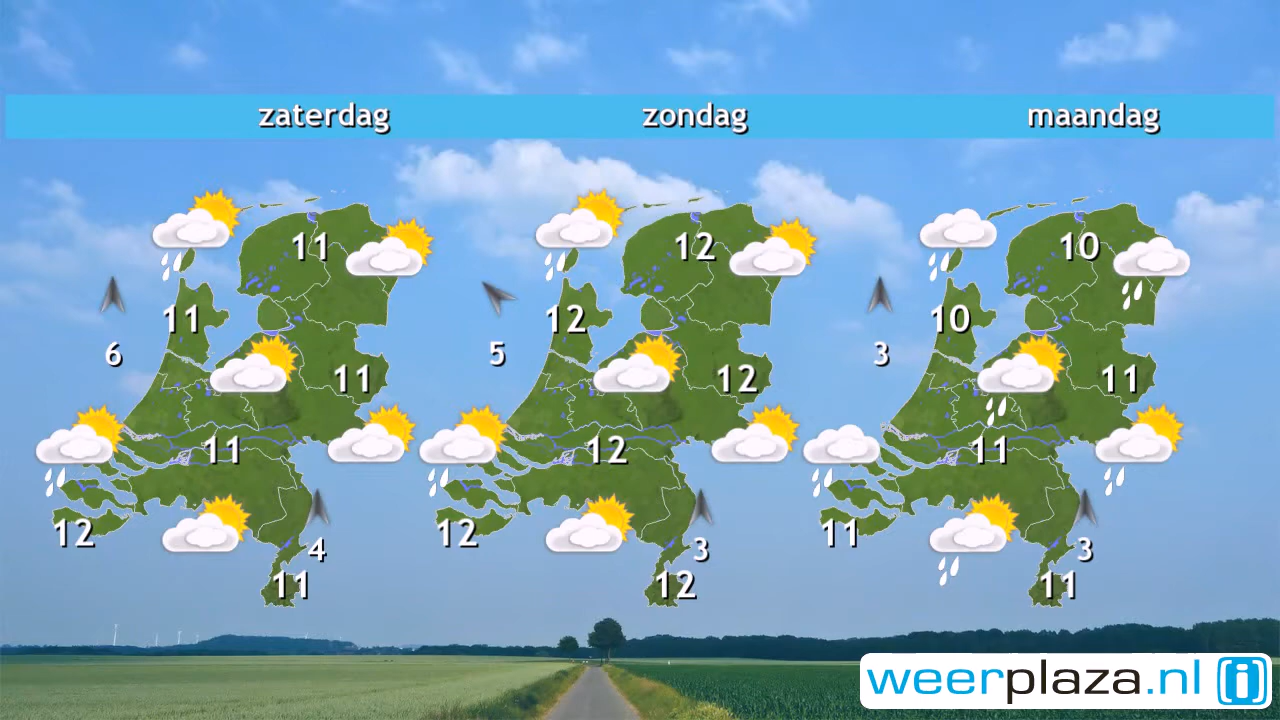 zaterdag zondag maandag
11 12 10
11 12 10
6 5 3
11 12 11
11 12 11
12 12 11
4 3 3
11 12 11
weerplaza.nl i